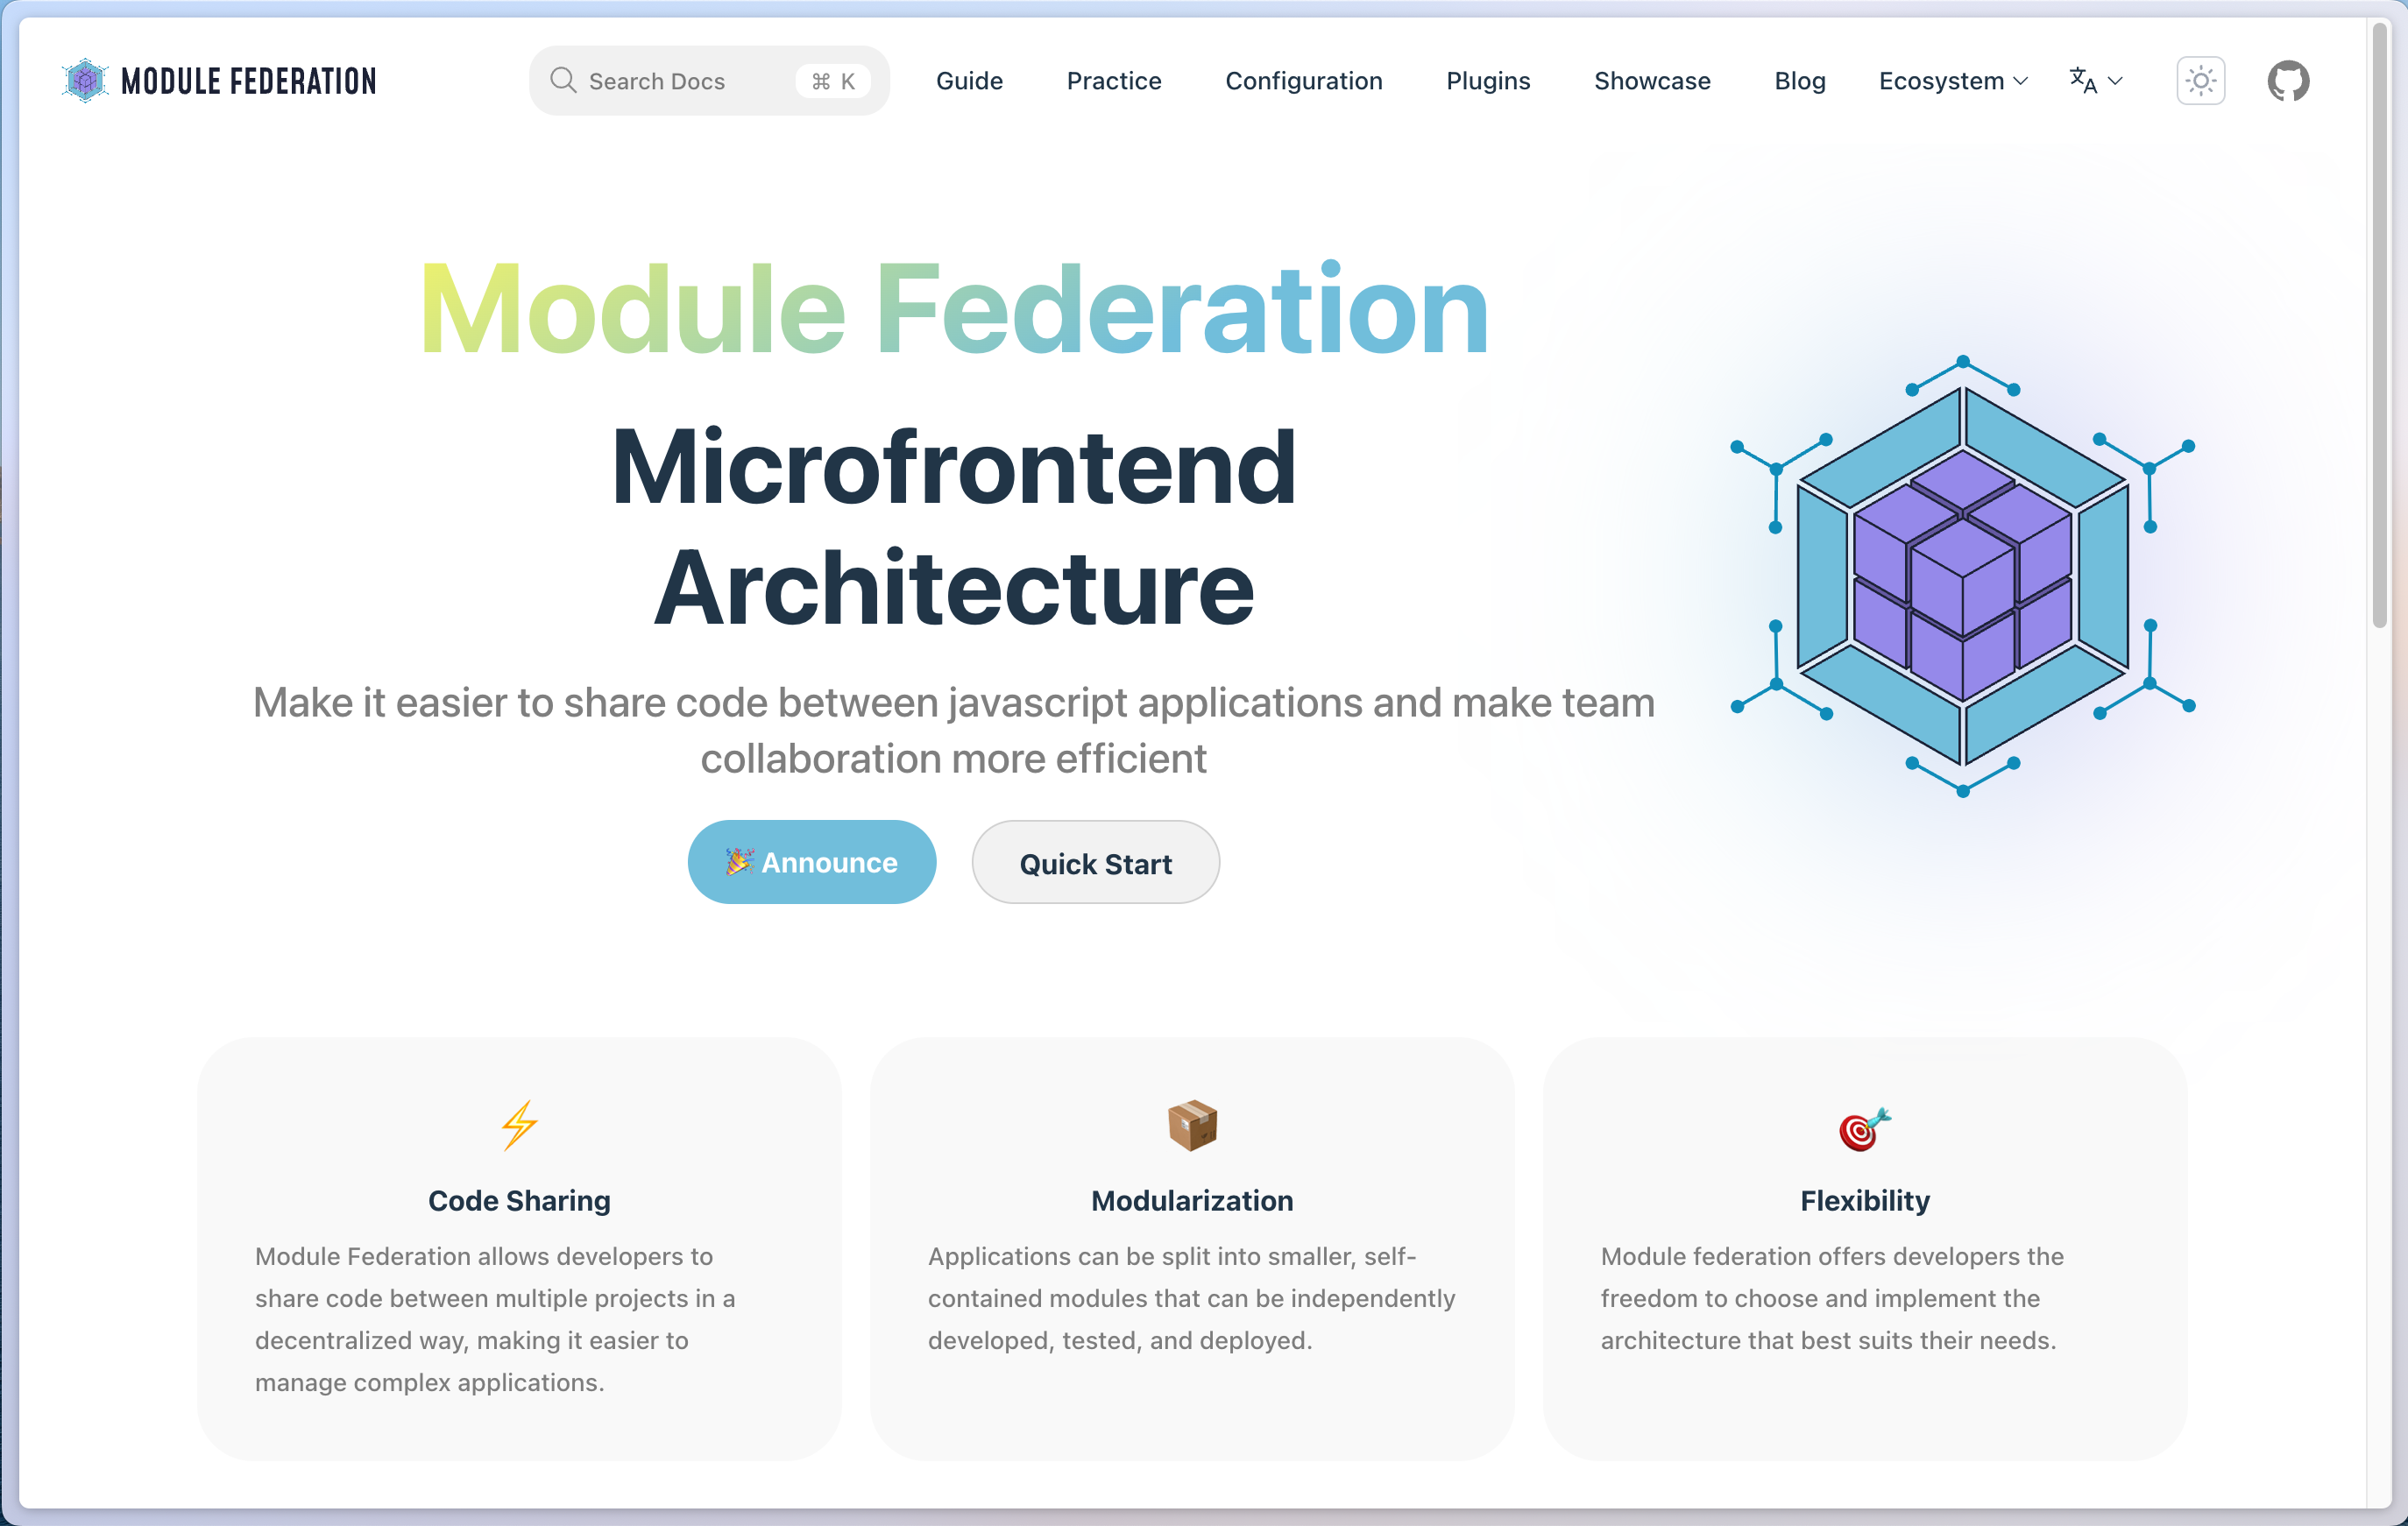 MODULE FEDERATION
Search Docs ⌘ K
Guide Practice Configuration Plugins Showcase Blog Ecosystem
Module Federation
Microfrontend
Architecture
Make it easier to share code between javascript applications and make team
collaboration more efficient
🎉 Announce
Quick Start
Code Sharing
Module Federation allows developers to
share code between multiple projects in a
decentralized way, making it easier to
manage complex applications.
Modularization
Applications can be split into smaller, self-
contained modules that can be independently
developed, tested, and deployed.
Flexibility
Module federation offers developers the
freedom to choose and implement the
architecture that best suits their needs.